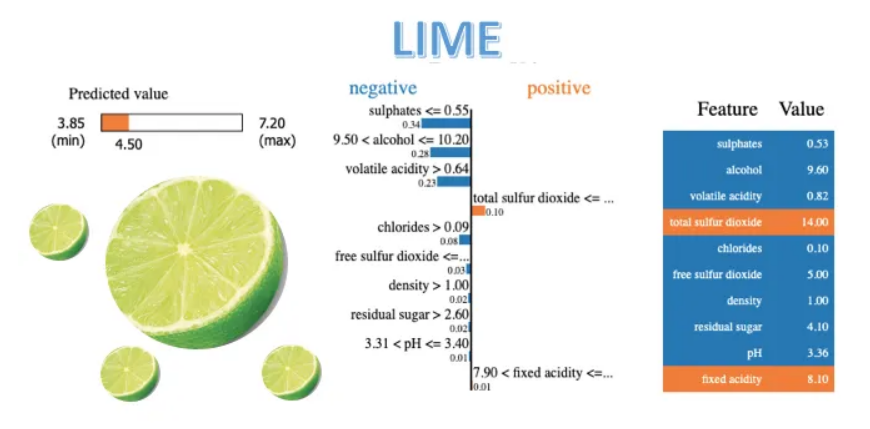 LIME
Predicted value
3.85
(min)
4.50
7.20
(max)
negative positive
sulphates <= 0.55
0.34
9.50 < alcohol <= 10.20
0.28
volatile acidity > 0.64
0.23
total sulfur dioxide <= ...
0.10
chlorides > 0.09
0.08
free sulfur dioxide <=...
0.03
density > 1.00
0.02
residual sugar > 2.60
0.02
3.31 < pH <= 3.40
0.01
7.90 < fixed acidity <=...
0.01
Feature Value
sulphates 0.53
alcohol 9.60
volatile acidity 0.82
total sulfur dioxide 14.00
chlorides 0.10
free sulfur dioxide 5.00
density 1.00
residual sugar 4.10
pH 3.36
fixed acidity 8.10